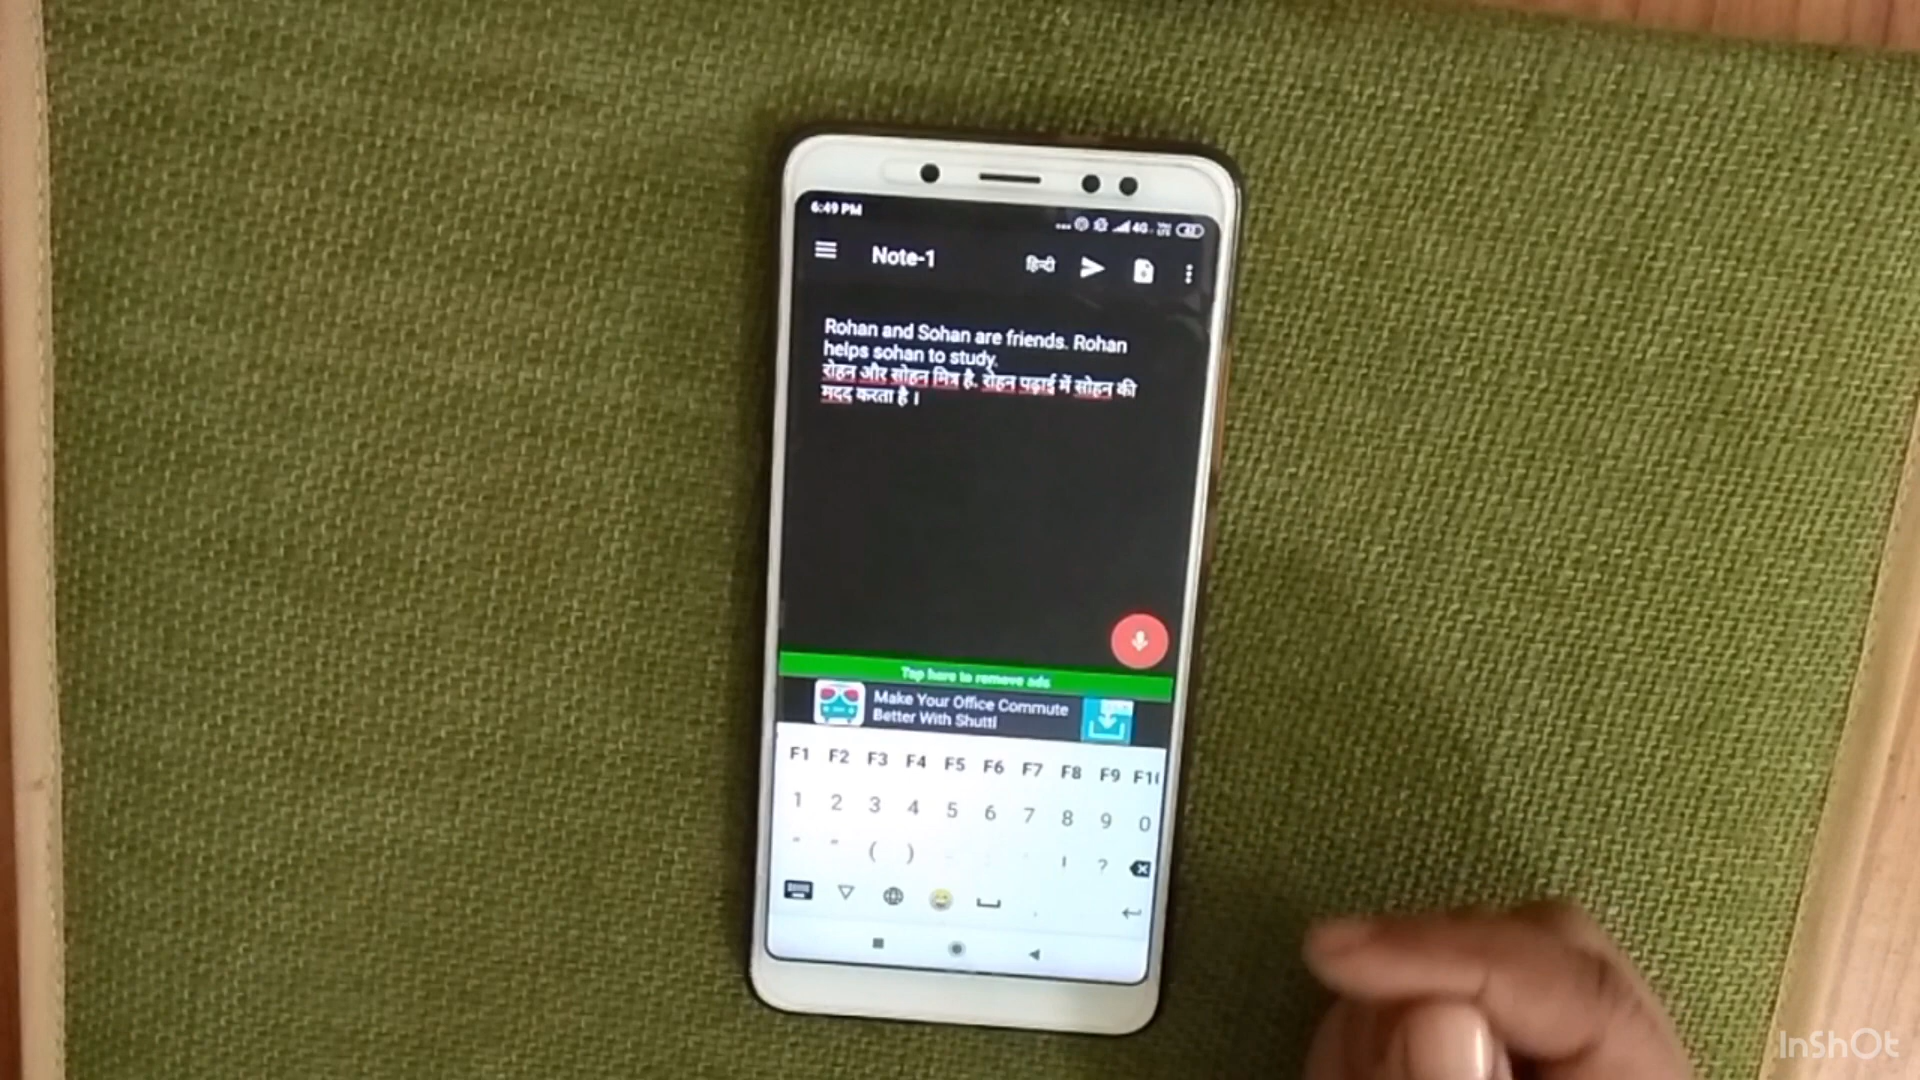 6:49 PM
4G
Note-1
हिन्दी
Rohan and Sohan are friends. Rohan
helps sohan to study.
रोहन और सोहन मित्र है. रोहन पढ़ाई में सोहन की
मदद करता है ।
Tap here to remove ads
Make Your Office Commute
Better With Shuttl
F1 F2 F3 F4 F5 F6 F7 F8 F9 F10
1 2 3 4 5 6 7 8 9 0
( ) ?
InShOt